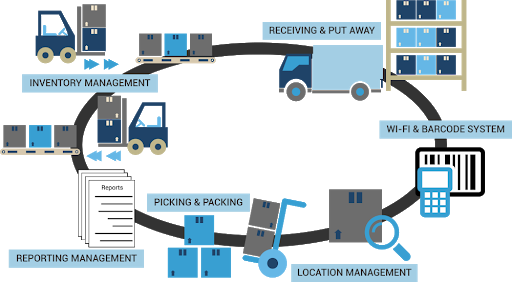 RECEIVING & PUT AWAY
INVENTORY MANAGEMENT
WI-FI & BARCODE SYSTEM
Reports
PICKING & PACKING
REPORTING MANAGEMENT
LOCATION MANAGEMENT